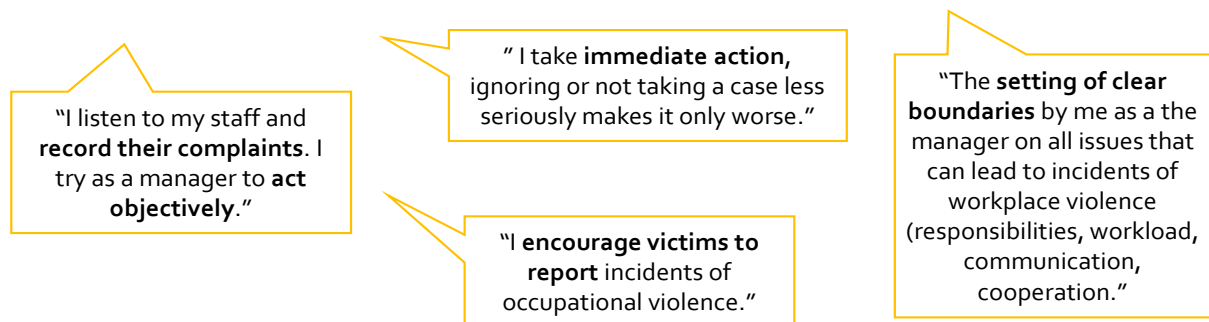 “I listen to my staff and
record their complaints. I
try as a manager to act
objectively.”
” I take immediate action,
ignoring or not taking a case less
seriously makes it only worse.”
“I encourage victims to
report incidents of
occupational violence.”
“The setting of clear
boundaries by me as a the
manager on all issues that
can lead to incidents of
workplace violence
(responsibilities, workload,
communication,
cooperation.”